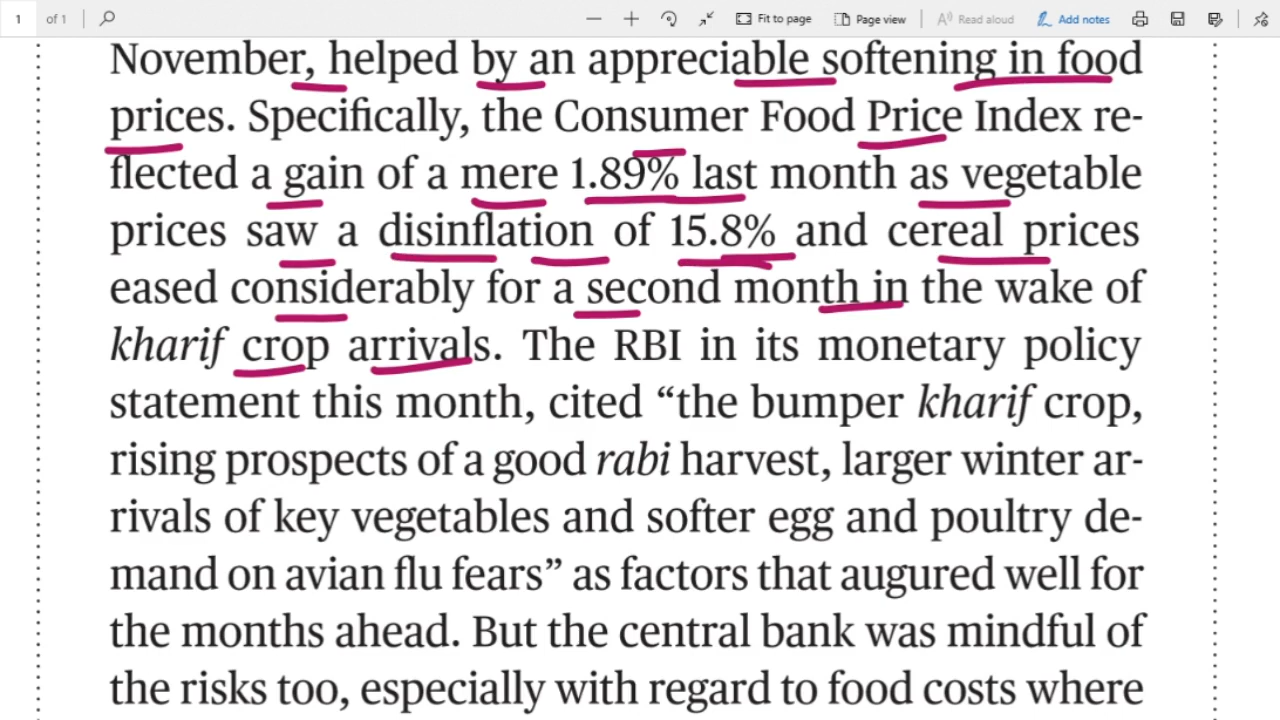 1 of 1 Fit to page Page view Read aloud Add notes
November, helped by an appreciable softening in food
prices. Specifically, the Consumer Food Price Index re-
flected a gain of a mere 1.89% last month as vegetable
prices saw a disinflation of 15.8% and cereal prices
eased considerably for a second month in the wake of
kharif crop arrivals. The RBI in its monetary policy
statement this month, cited “the bumper kharif crop,
rising prospects of a good rabi harvest, larger winter ar-
rivals of key vegetables and softer egg and poultry de-
mand on avian flu fears” as factors that augured well for
the months ahead. But the central bank was mindful of
the risks too, especially with regard to food costs where